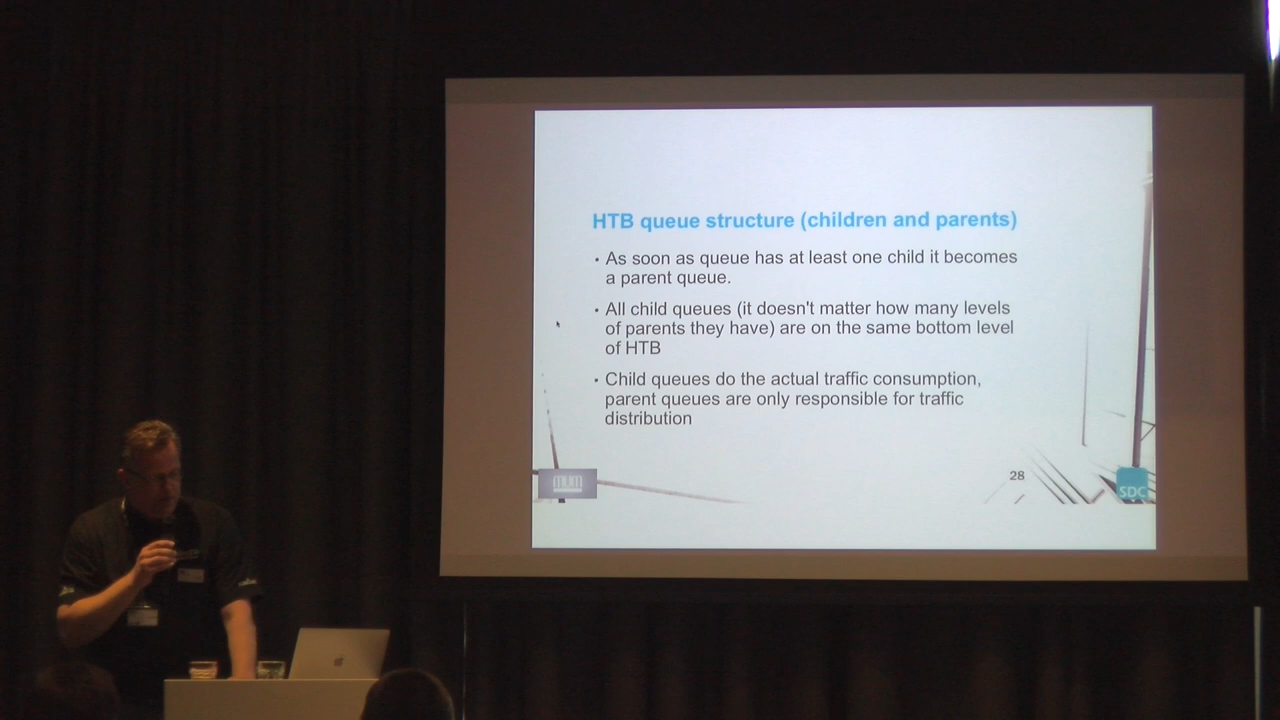 HTB queue structure (children and parents)
• As soon as queue has at least one child it becomes
a parent queue.
• All child queues (it doesn't matter how many levels
of parents they have) are on the same bottom level
of HTB
• Child queues do the actual traffic consumption,
parent queues are only responsible for traffic
distribution
28
SDC